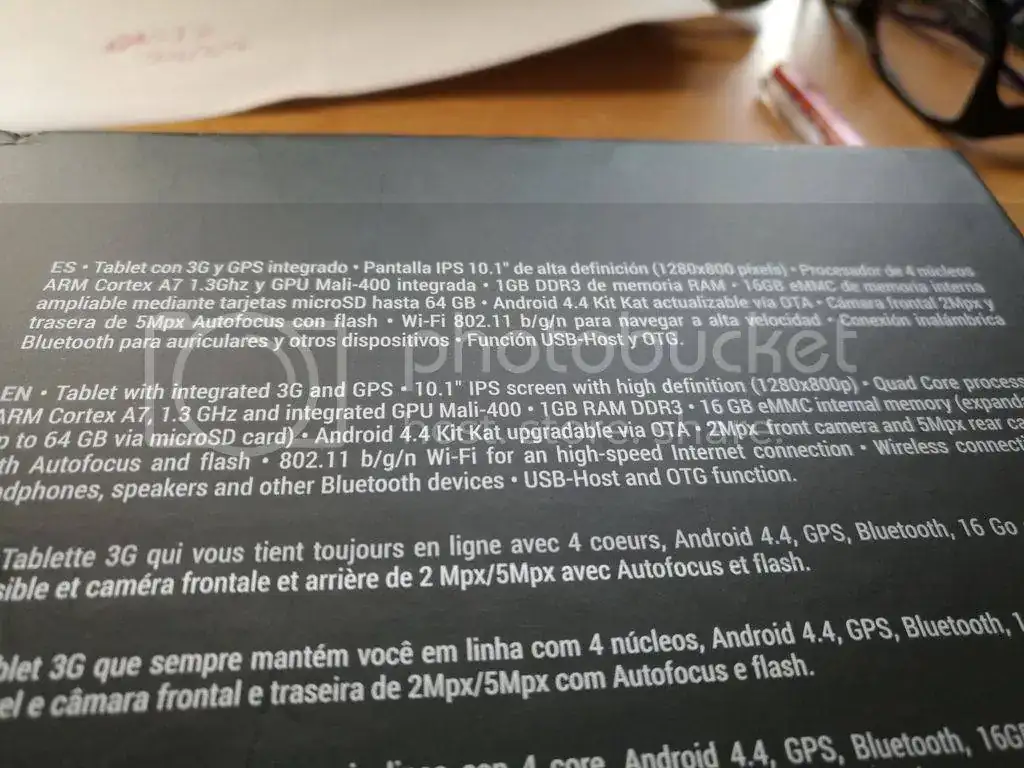 ES • Tablet con 3G y GPS integrado • Pantalla IPS 10.1" de alta definición (1280x800 pixels) • Procesador de 4 núcleos
ARM Cortex A7 1.3Ghz y GPU Mali-400 integrada • 1GB DDR3 de memoria RAM • 16GB eMMC de memoria interna
ampliable mediante tarjetas microSD hasta 64 GB • Android 4.4 Kit Kat actualizable via OTA • Cámara frontal 2Mpx y
trasera de 5Mpx Autofocus con flash • Wi-Fi 802.11 b/g/n para navegar a alta velocidad • Conexión inalámbrica
Bluetooth para auriculares y otros dispositivos • Función USB-Host y OTG.
photobucket
EN • Tablet with integrated 3G and GPS • 10.1" IPS screen with high definition (1280x800p) • Quad Core process
ARM Cortex A7, 1.3 GHz and integrated GPU Mali-400 • 1GB RAM DDR3 • 16 GB eMMC internal memory (expand
p to 64 GB via microSD card) • Android 4.4 Kit Kat upgradable via OTA • 2Mpx front camera and 5Mpx rear ca
host. store. share.
th Autofocus and flash • 802.11 b/g/n Wi-Fi for an high-speed Internet connection • Wireless connect
adphones, speakers and other Bluetooth devices • USB-Host and OTG function.
Tablette 3G qui vous tient toujours en ligne avec 4 coeurs, Android 4.4, GPS, Bluetooth, 16 Go
sible et caméra frontale et arrière de 2 Mpx/5Mpx avec Autofocus et flash.
blet 3G que sempre mantém você em linha com 4 núcleos, Android 4.4, GPS, Bluetooth, 1
el e câmara frontal e traseira de 2Mpx/5Mpx com Autofocus e flash.
linea con 4 core, Android 4.4, GPS, Bluetooth, 16G